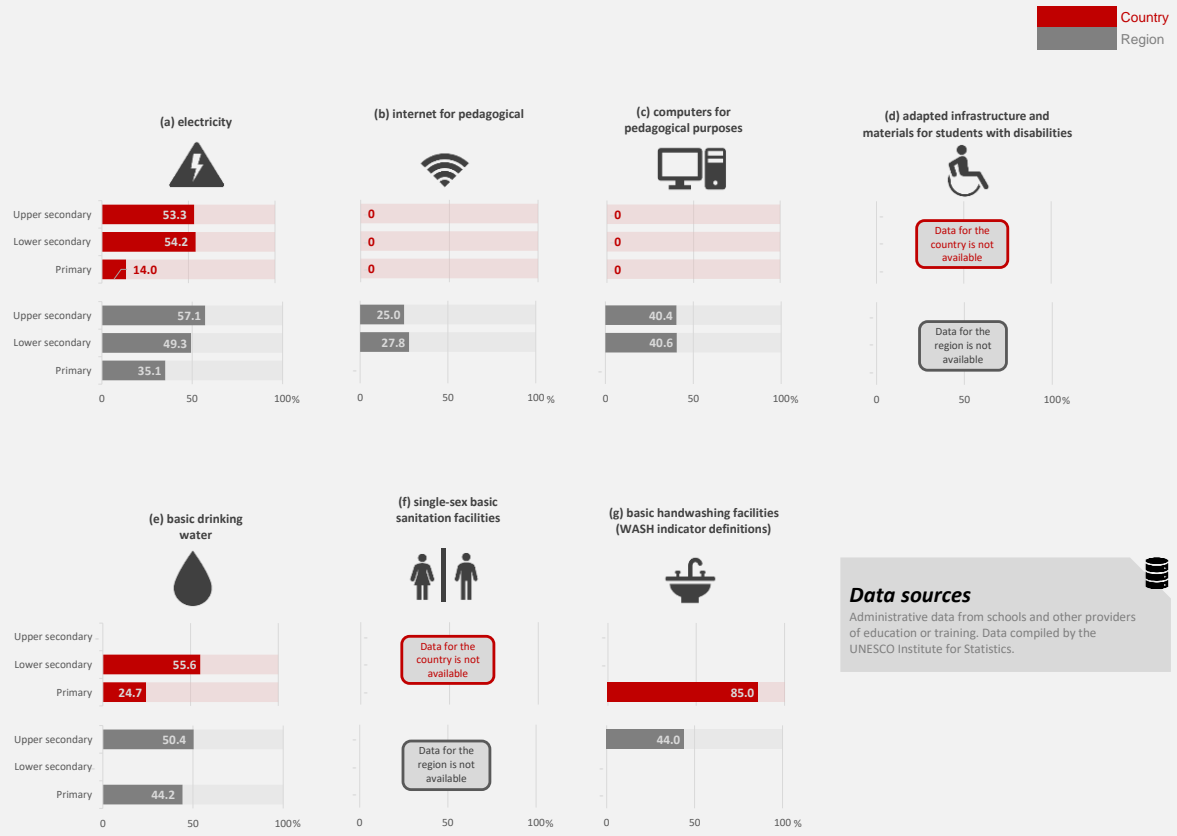 Country
Region
(a) electricity
(b) internet for pedagogical
(c) computers for
pedagogical purposes
(d) adapted infrastructure and
materials for students with disabilities
Upper secondary
53.3
0
0
Lower secondary
54.2
0
0
Primary
14.0
0
0
Data for the
country is not
available
Upper secondary
57.1
25.0
40.4
Lower secondary
49.3
27.8
40.6
Primary
35.1
Data for the
region is not
available
0 50 100%
0 50 100 %
0 50 100 %
0 50 100%
(e) basic drinking
water
(f) single-sex basic
sanitation facilities
(g) basic handwashing facilities
(WASH indicator definitions)
Upper secondary
Lower secondary
55.6
Primary
24.7
Data for the
country is not
available
85.0
Upper secondary
50.4
44.0
Lower secondary
Primary
44.2
Data for the
region is not
available
0 50 100%
0 50 100%
0 50 100 %
Data sources
Administrative data from schools and other providers
of education or training. Data compiled by the
UNESCO Institute for Statistics.